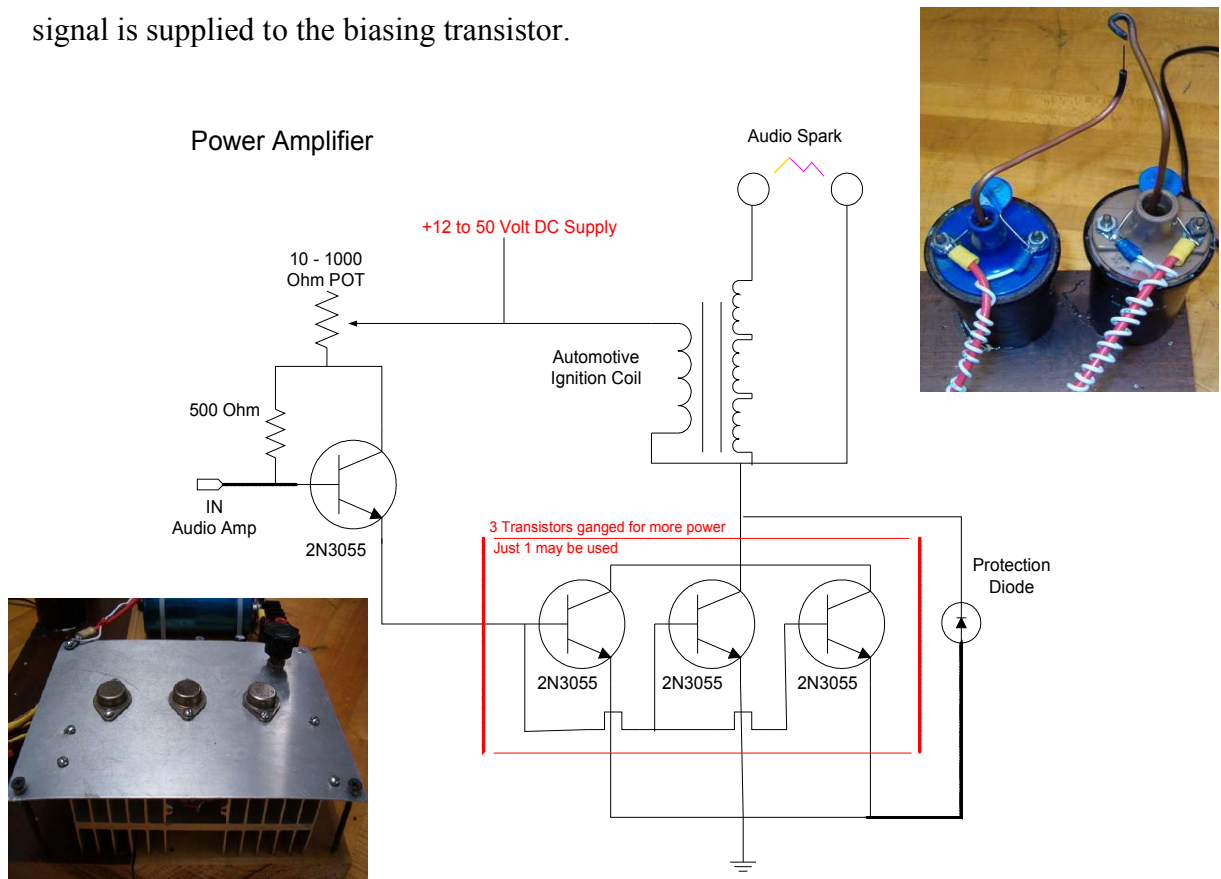 signal is supplied to the biasing transistor.
Power Amplifier
Audio Spark
+12 to 50 Volt DC Supply
10 - 1000
Ohm POT
Automotive
Ignition Coil
500 Ohm
IN
Audio Amp
2N3055
3 Transistors ganged for more power
Just 1 may be used
Protection
Diode
2N3055
2N3055
2N3055